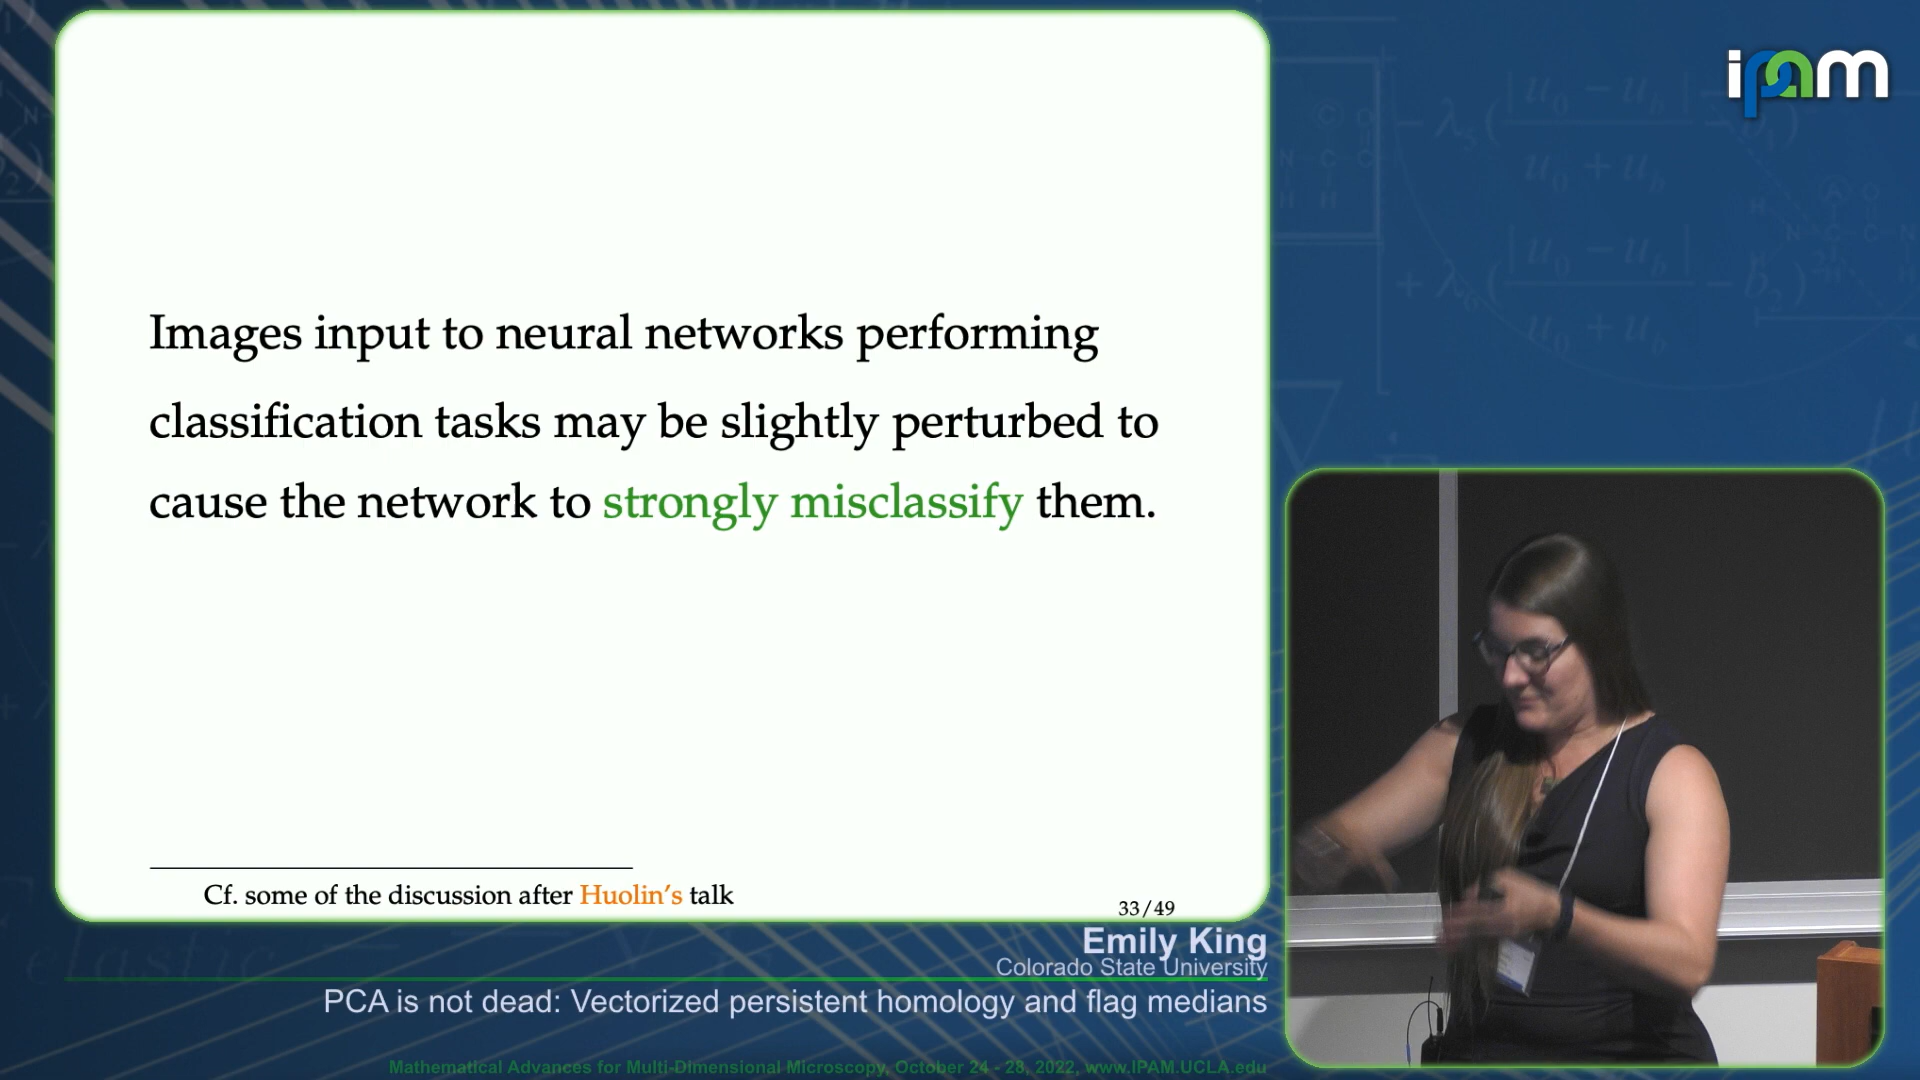 ipam
Images input to neural networks performing
classification tasks may be slightly perturbed to
cause the network to strongly misclassify them.
Cf. some of the discussion after Huolin's talk
33/49
Emily King
Colorado State University
PCA is not dead: Vectorized persistent homology and flag medians
Mathematical Advances for Multi-Dimensional Microscopy, October 24 - 28, 2022, www.IPAM.UCLA.edu